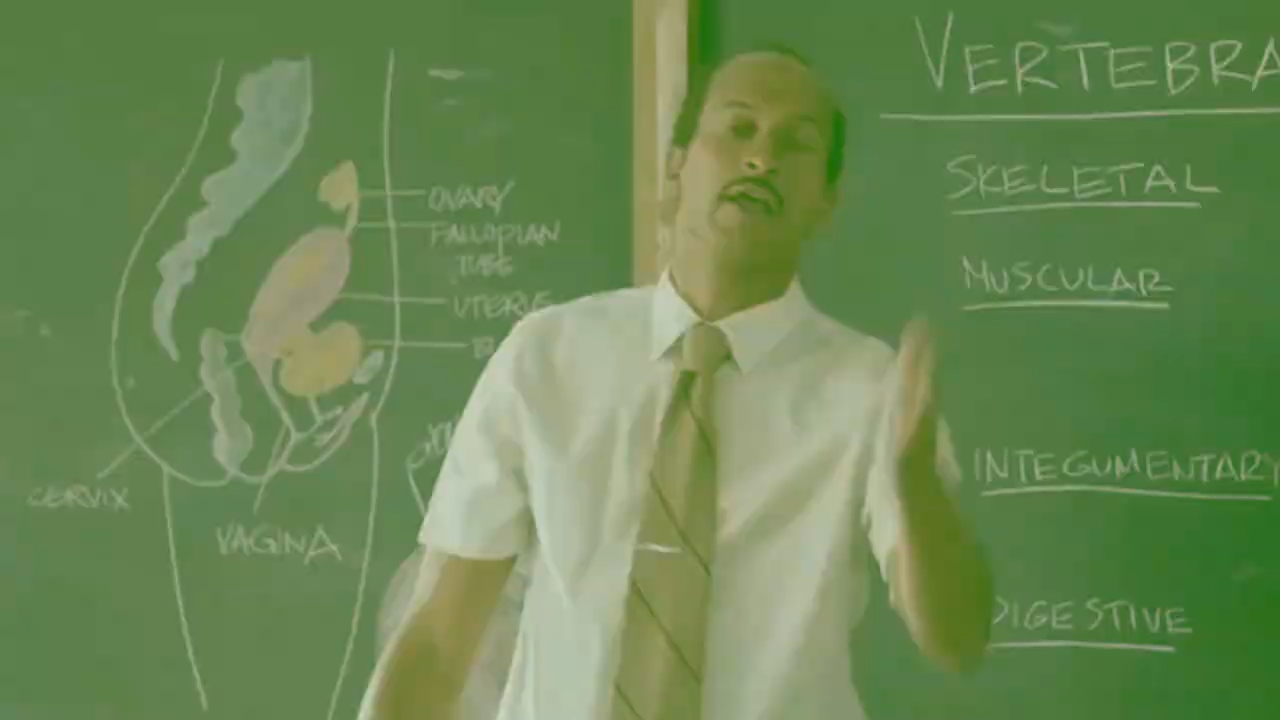 OVARY
FALLOPIAN
TUBE
UTERUS
CERVIX
VAGINA
VERTEBRA
SKELETAL
MUSCULAR
INTEGUMENTARY
DIGESTIVE